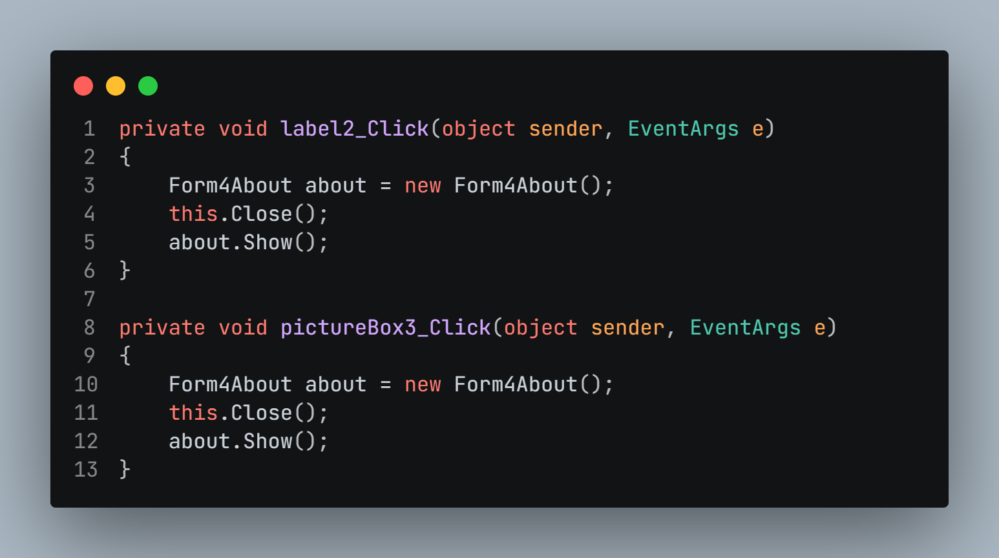 1 private void label2_Click(object sender, EventArgs e)
2 {
3     Form4About about = new Form4About();
4     this.Close();
5     about.Show();
6 }
7
8 private void pictureBox3_Click(object sender, EventArgs e)
9 {
10     Form4About about = new Form4About();
11     this.Close();
12     about.Show();
13 }